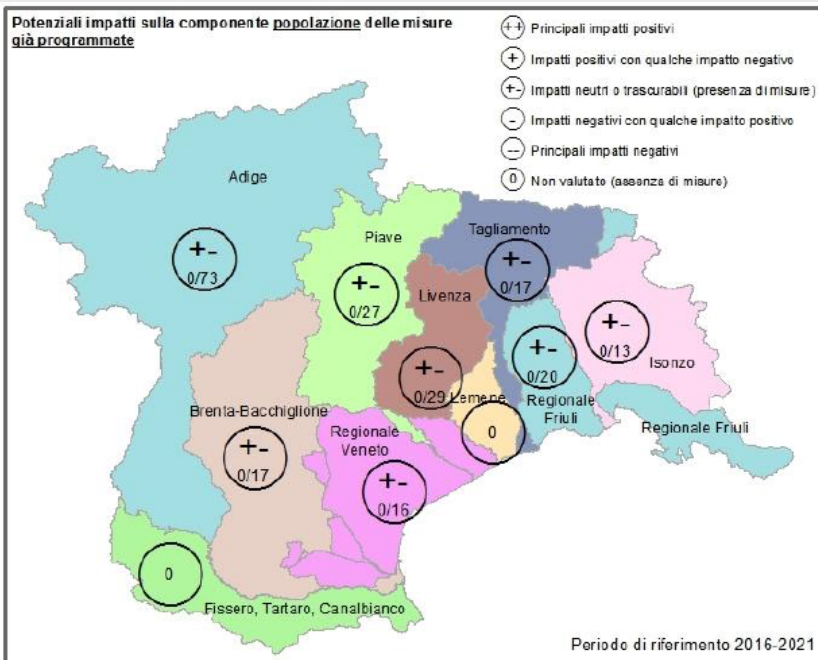 Potenziali impatti sulla componente popolazione delle misure
già programmate
++ Principali impatti positivi
+ Impatti positivi con qualche impatto negativo
+- Impatti neutri o trascurabili (presenza di misure)
- Impatti negativi con qualche impatto positivo
-- Principali impatti negativi
0 Non valutato (assenza di misure)
Adige
+-
0/73
Piave
+-
0/27
Tagliamento
+-
0/17
Livenza
+-
0/29
Lemene
0
+-
0/20
Regionale
Friuli
+-
0/13
Isonzo
Regionale Friuli
Brenta-Bacchiglione
+-
0/17
Regionale
Veneto
+-
0/16
0
Fissero, Tartaro, Canalbianco
Periodo di riferimento 2016-2021